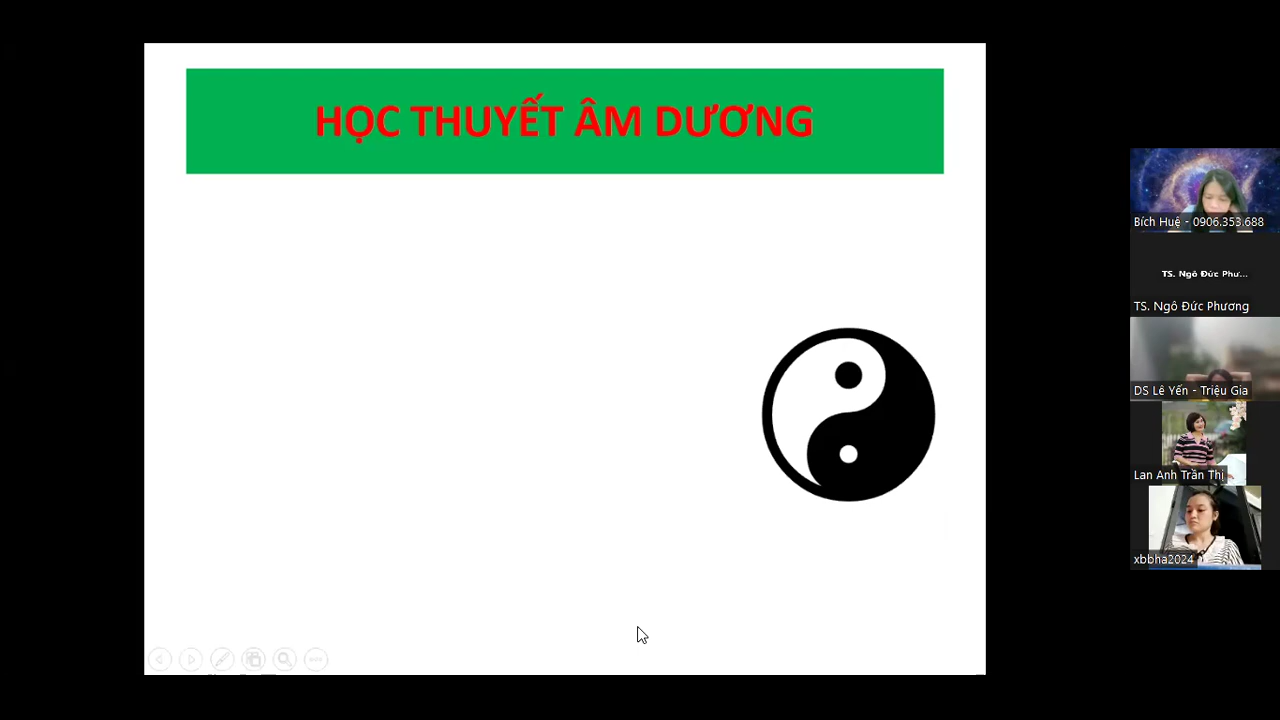 HỌC THUYẾT ÂM DƯƠNG
Bích Huệ - 0906.353.688
TS. Ngô Đức Phư...
TS. Ngô Đức Phương
DS Lê Yến - Triệu Gia
Lan Anh Trần Thị
xbbha2024